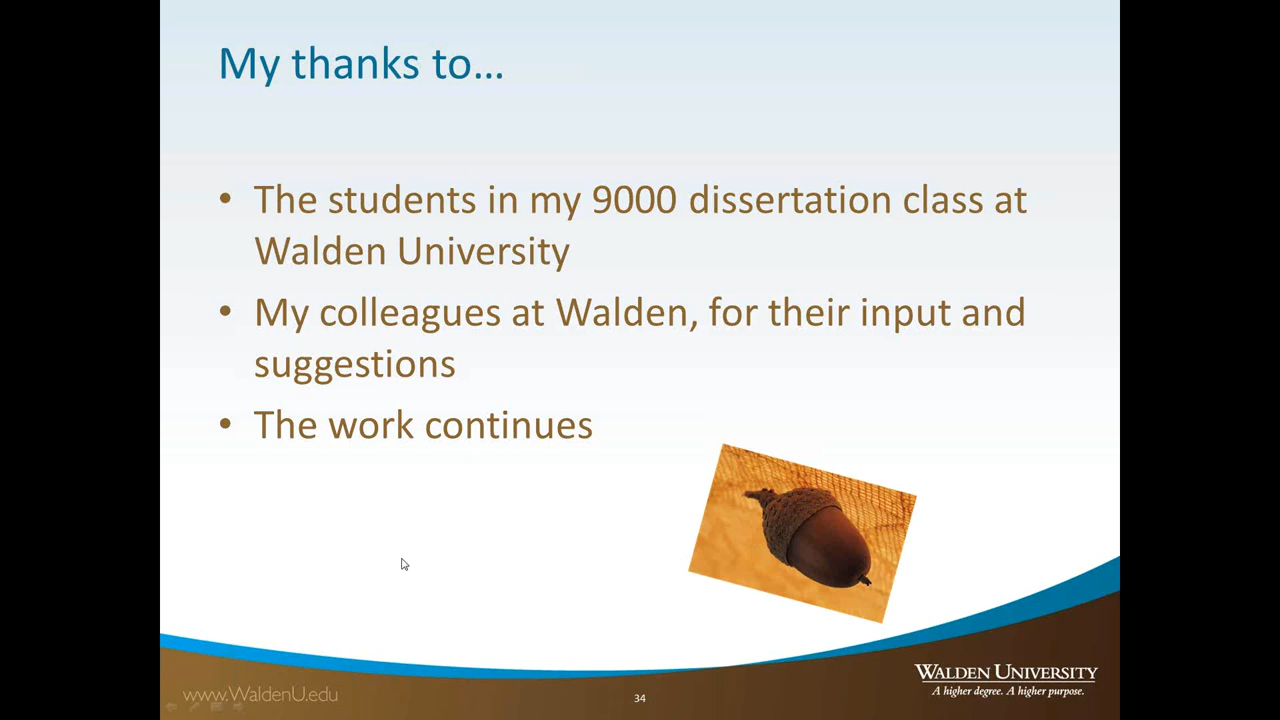 My thanks to…
• The students in my 9000 dissertation class at
Walden University
• My colleagues at Walden, for their input and
suggestions
• The work continues
www.WaldenU.edu
34
WALDEN UNIVERSITY
A higher degree. A higher purpose.